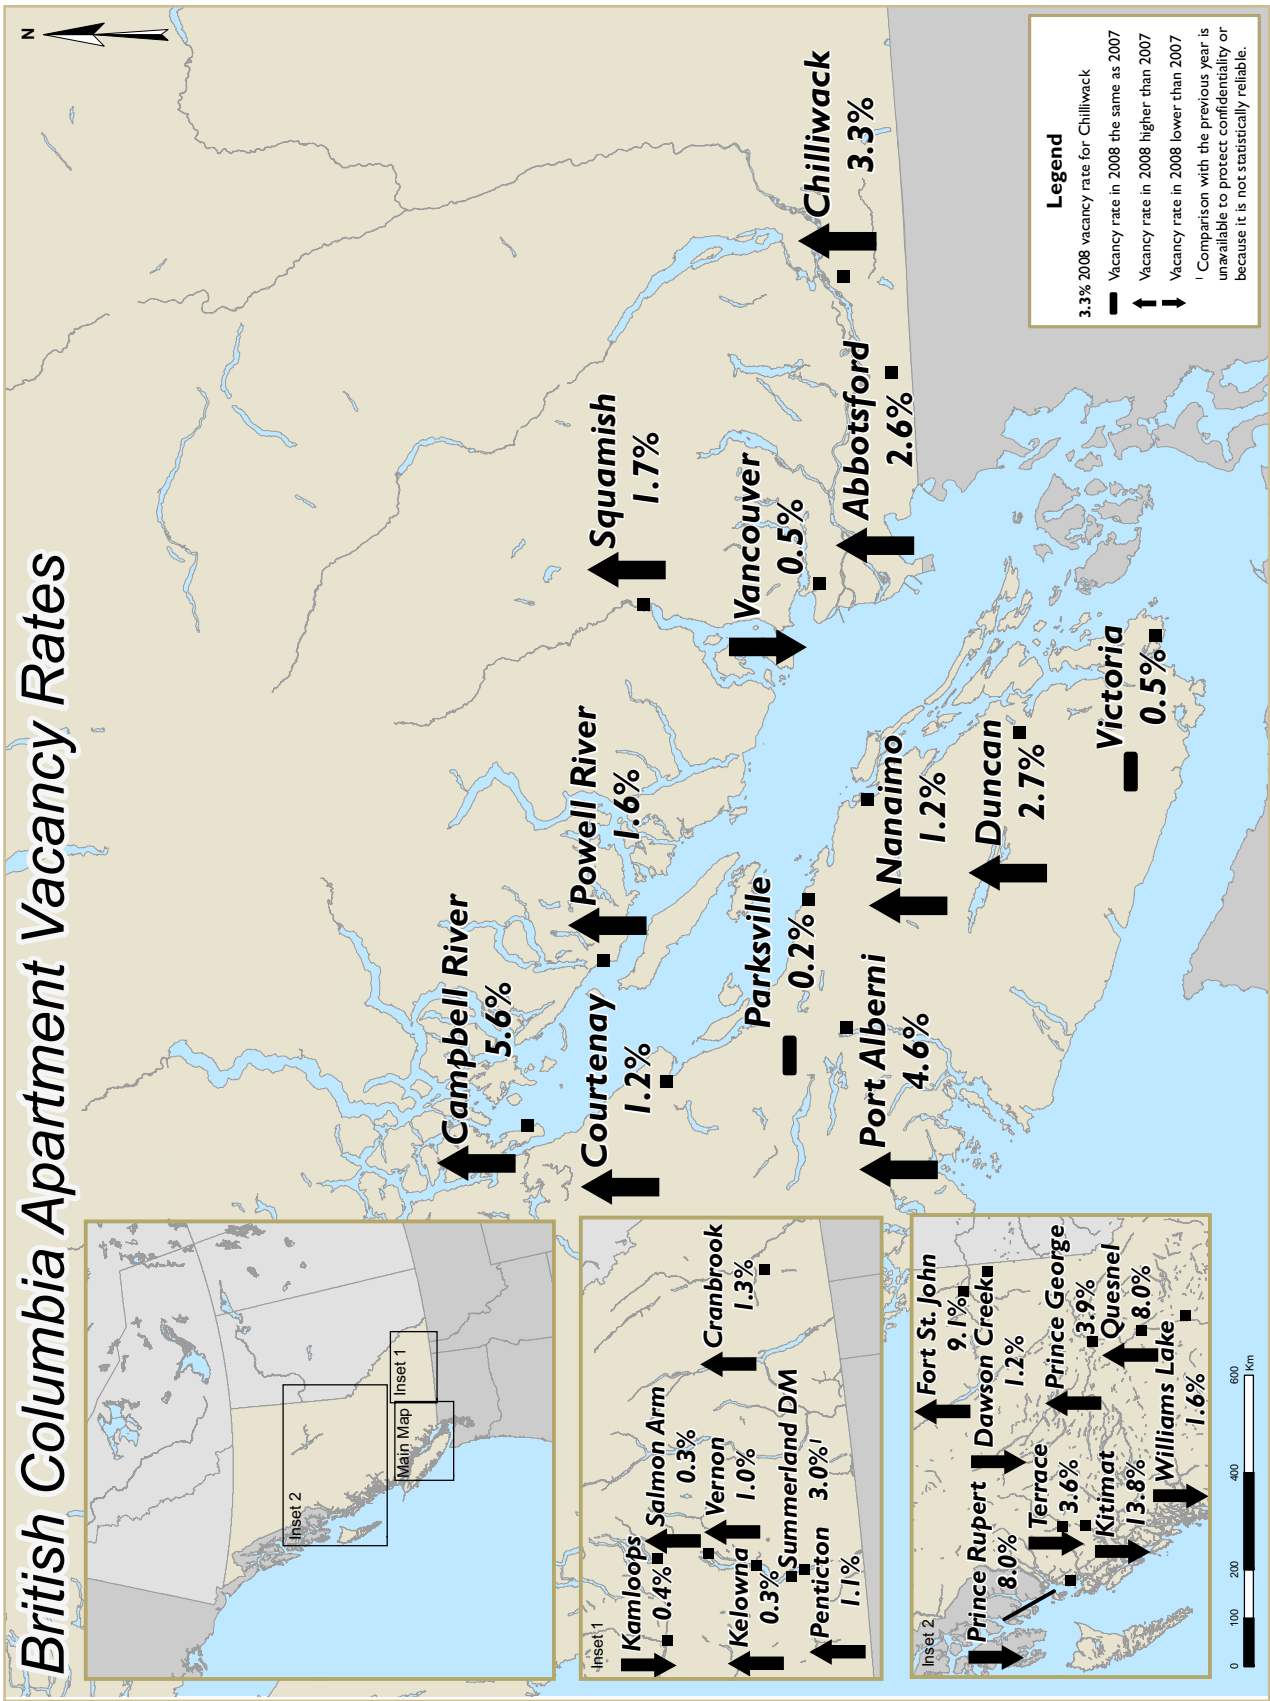 British Columbia Apartment Vacancy Rates
N
Campbell River
5.6%
Courtenay
1.2%
Powell River
1.6%
Squamish
1.7%
Vancouver
0.5%
Chilliwack
3.3%
Abbotsford
2.6%
Parksville
0.2%
Port Alberni
4.6%
Nanaimo
1.2%
Duncan
2.7%
Victoria
0.5%
Inset 2
Main Map
Inset 1
Inset 1
Kamloops
0.4%
Salmon Arm
0.3%
Vernon
1.0%
Kelowna
0.3%
Summerland DM
3.0%¹
Penticton
1.1%
Cranbrook
1.3%
Inset 2
Fort St. John
9.1%
Dawson Creek
1.2%
Prince Rupert
8.0%
Terrace
3.6%
Kitimat
13.8%
Prince George
3.9%
Quesnel
8.0%
Williams Lake
1.6%
0 100 200 400 600
Km
Legend
3.3% 2008 vacancy rate for Chilliwack
Vacancy rate in 2008 the same as 2007
Vacancy rate in 2008 higher than 2007
Vacancy rate in 2008 lower than 2007
¹ Comparison with the previous year is
unavailable to protect confidentiality or
because it is not statistically reliable.